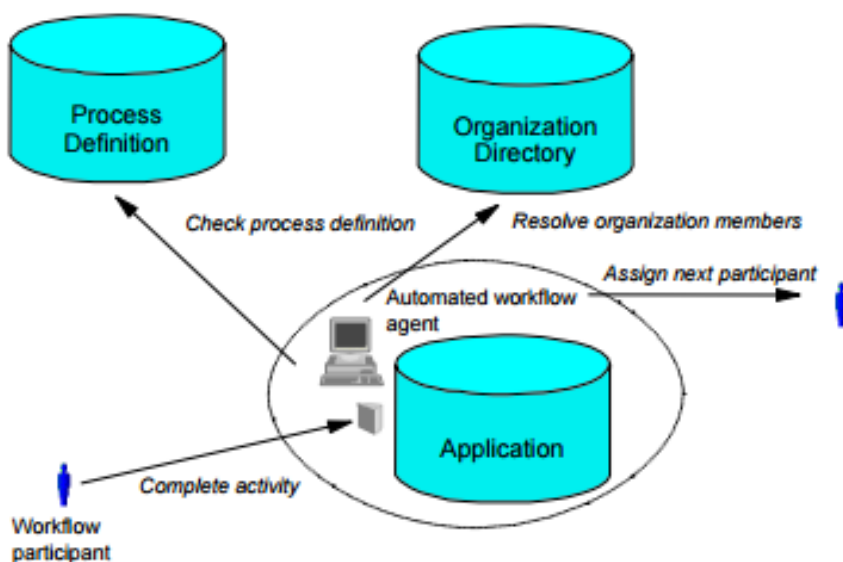 Process
Definition
Organization
Directory
Check process definition
Resolve organization members
Assign next participant
Automated workflow
agent
Application
Complete activity
Workflow
participant